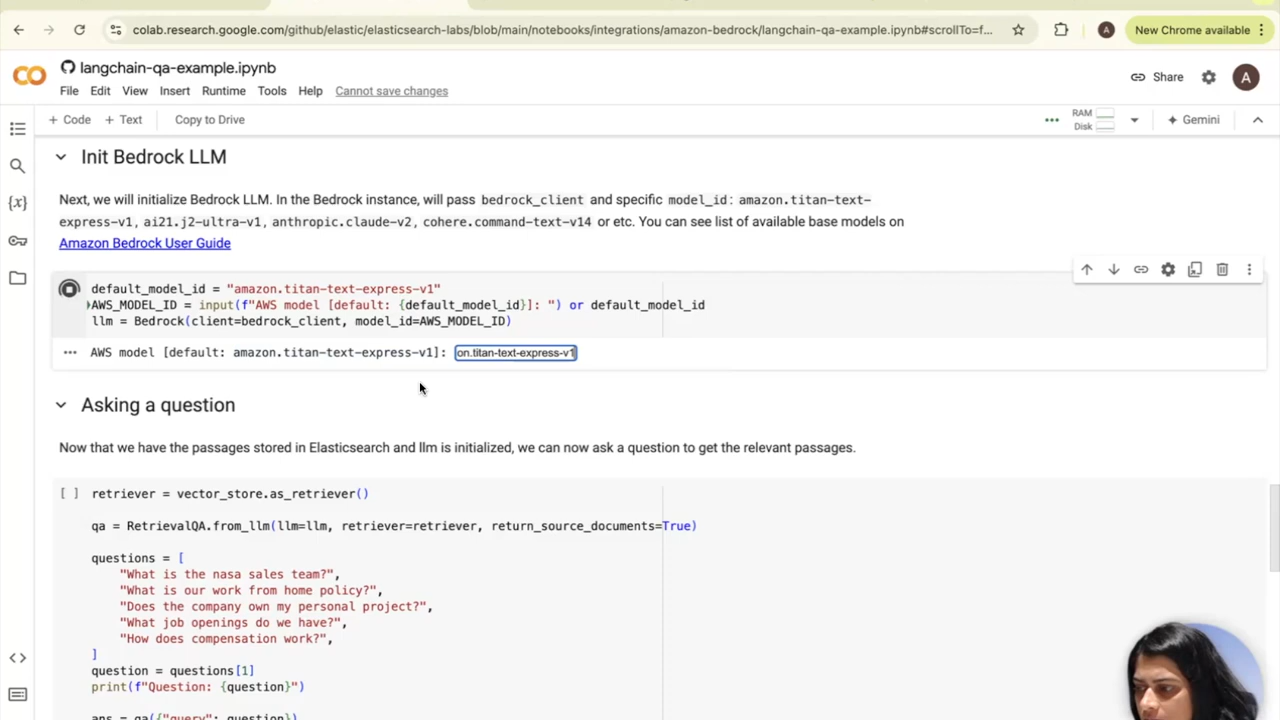 colab.research.google.com/github/elastic/elasticsearch-labs/blob/main/notebooks/integrations/amazon-bedrock/langchain-qa-example.ipynb#scrollTo=f...
A
New Chrome available
langchain-qa-example.ipynb
Share
A
File Edit View Insert Runtime Tools Help Cannot save changes
+ Code + Text Copy to Drive
RAM
Disk
Gemini
Init Bedrock LLM
Next, we will initialize Bedrock LLM. In the Bedrock instance, will pass bedrock_client and specific model_id: amazon.titan-text-
express-v1, ai21.j2-ultra-v1, anthropic.claude-v2, cohere.command-text-v14 or etc. You can see list of available base models on
Amazon Bedrock User Guide
default_model_id = "amazon.titan-text-express-v1"
AWS_MODEL_ID = input(f"AWS model [default: {default_model_id}]: ") or default_model_id
llm = Bedrock(client=bedrock_client, model_id=AWS_MODEL_ID)
AWS model [default: amazon.titan-text-express-v1]: on.titan-text-express-v1
Asking a question
Now that we have the passages stored in Elasticsearch and llm is initialized, we can now ask a question to get the relevant passages.
[ ] retriever = vector_store.as_retriever()
qa = RetrievalQA.from_llm(llm=llm, retriever=retriever, return_source_documents=True)
questions = [
"What is the nasa sales team?",
"What is our work from home policy?",
"Does the company own my personal project?",
"What job openings do we have?",
"How does compensation work?",
]
question = questions[1]
print(f"Question: {question}")
ans = qa({"query": question})